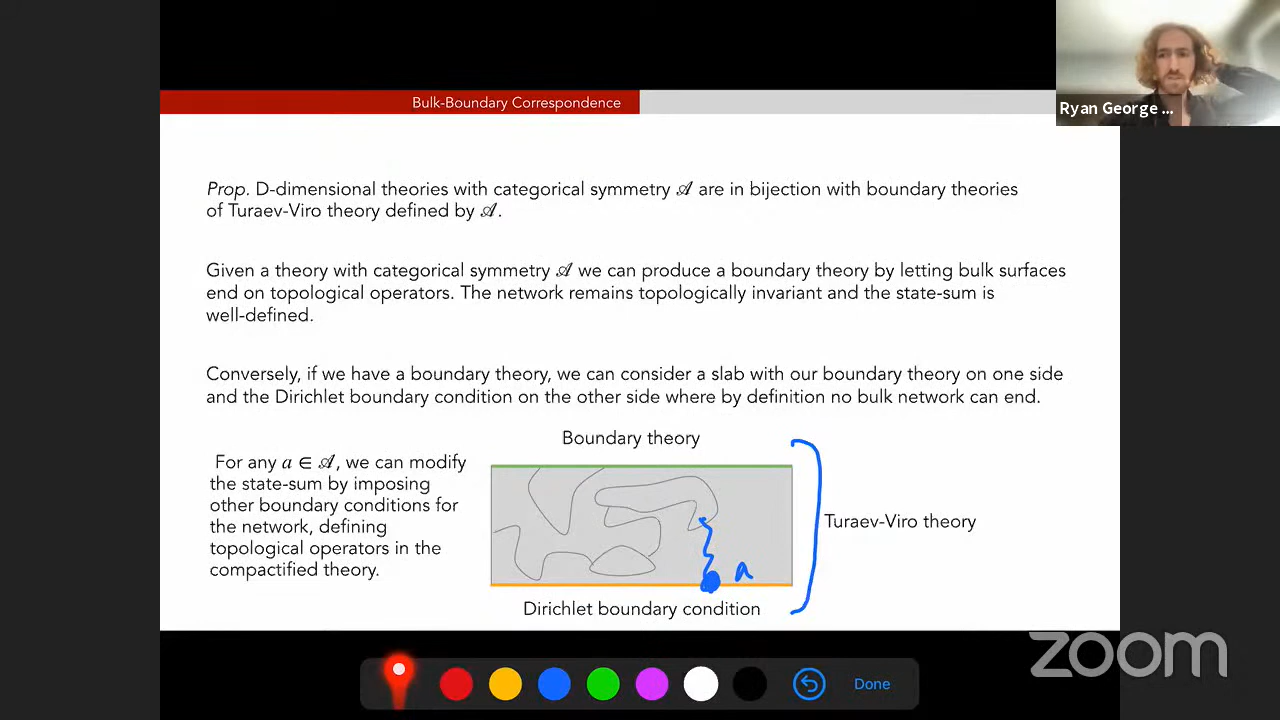 Bulk-Boundary Correspondence
Ryan George ...
Prop. D-dimensional theories with categorical symmetry 𝒜 are in bijection with boundary theories
of Turaev-Viro theory defined by 𝒜.
Given a theory with categorical symmetry 𝒜 we can produce a boundary theory by letting bulk surfaces
end on topological operators. The network remains topologically invariant and the state-sum is
well-defined.
Conversely, if we have a boundary theory, we can consider a slab with our boundary theory on one side
and the Dirichlet boundary condition on the other side where by definition no bulk network can end.
Boundary theory
For any a ∈ 𝒜, we can modify
the state-sum by imposing
other boundary conditions for
the network, defining
topological operators in the
compactified theory.
Turaev-Viro theory
a
Dirichlet boundary condition
zoom
Done